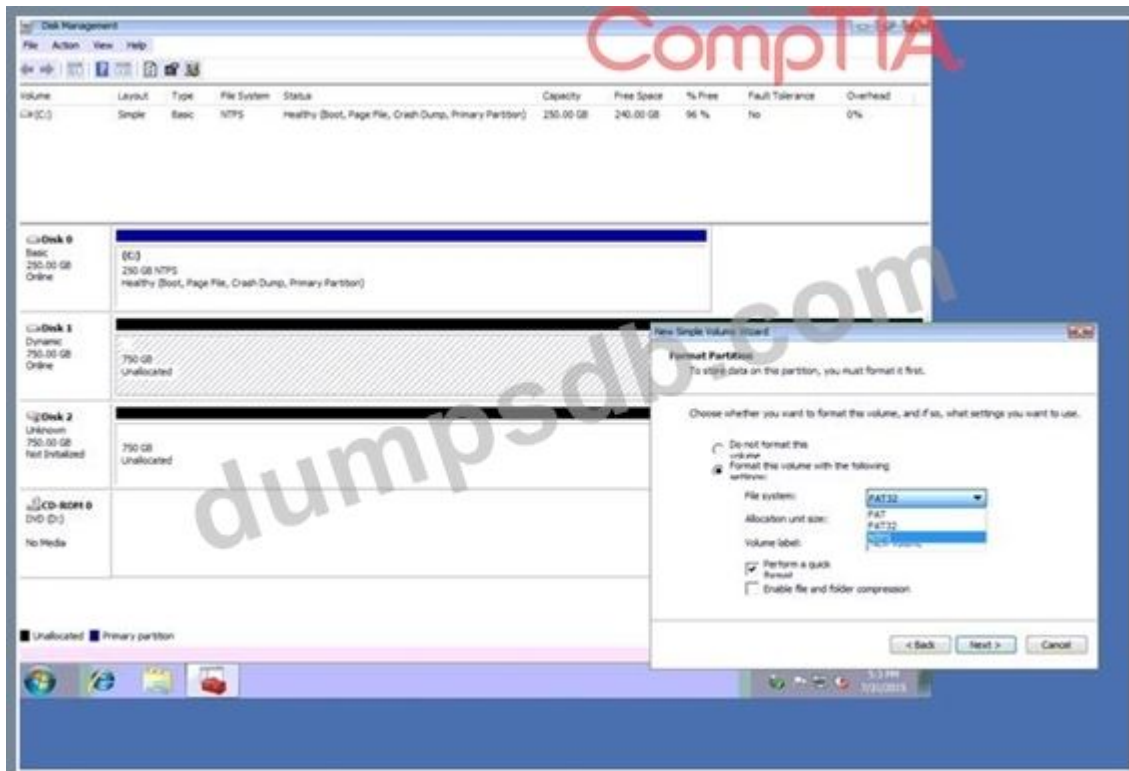 Disk Management
CompTIA
File Action View Help
Volume Layout Type File System Status Capacity Free Space % Free Fault Tolerance Overhead
(C:) Simple Basic NTFS Healthy (Boot, Page File, Crash Dump, Primary Partition) 250.00 GB 240.00 GB 96 % No 0%
Disk 0
Basic
250.00 GB
Online
(C:)
250 GB NTFS
Healthy (Boot, Page File, Crash Dump, Primary Partition)
Disk 1
Dynamic
750.00 GB
Online
750 GB
Unallocated
Disk 2
Unknown
750.00 GB
Not Initialized
750 GB
Unallocated
CD-ROM 0
DVD (D:)
No Media
Unallocated Primary partition
New Simple Volume Wizard
Format Partition
To store data on this partition, you must format it first.
Choose whether you want to format this volume, and if so, what settings you want to use.
Do not format this
volume
Format this volume with the following
settings:
File system: FAT32
FAT
FAT32
NTFS
Allocation unit size:
Volume label: New Volume
Perform a quick
format
Enable file and folder compression
< Back Next > Cancel
7/31/2015
dumpsdb.com